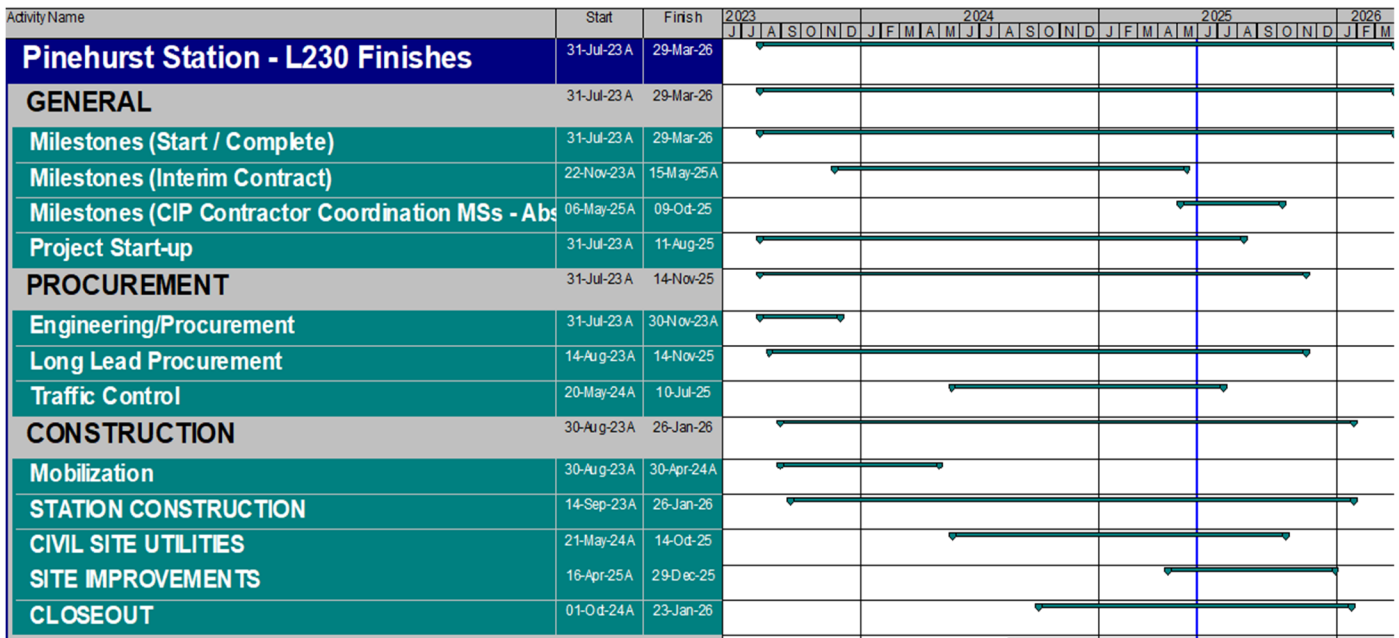 Activity Name Start Finish 2023 2024 2025 2026
J J A S O N D J F M A M J J A S O N D J F M A M J J A S O N D J F M
Pinehurst Station - L230 Finishes 31-Jul-23 A 29-Mar-26
GENERAL 31-Jul-23 A 29-Mar-26
Milestones (Start / Complete) 31-Jul-23 A 29-Mar-26
Milestones (Interim Contract) 22-Nov-23 A 15-May-25 A
Milestones (CIP Contractor Coordination MSs - Abs 06-May-25 A 09-Oct-25
Project Start-up 31-Jul-23 A 11-Aug-25
PROCUREMENT 31-Jul-23 A 14-Nov-25
Engineering/Procurement 31-Jul-23 A 30-Nov-23 A
Long Lead Procurement 14-Aug-23 A 14-Nov-25
Traffic Control 20-May-24 A 10-Jul-25
CONSTRUCTION 30-Aug-23 A 26-Jan-26
Mobilization 30-Aug-23 A 30-Apr-24 A
STATION CONSTRUCTION 14-Sep-23 A 26-Jan-26
CIVIL SITE UTILITIES 21-May-24 A 14-Oct-25
SITE IMPROVEMENTS 16-Apr-25 A 29-Dec-25
CLOSEOUT 01-Oct-24 A 23-Jan-26